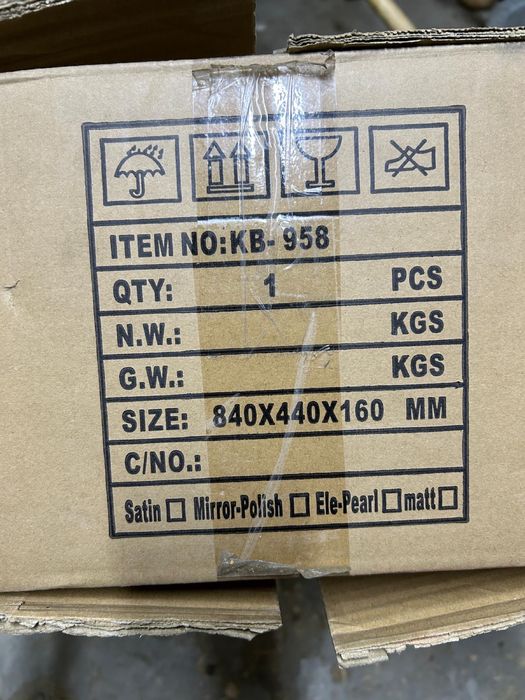 ITEM NO:KB- 958
QTY: 1 PCS
N.W.: KGS
G.W.: KGS
SIZE: 840X440X160 MM
C/NO.:
Satin □ Mirror-Polish □ Ele-Pearl □ matt □